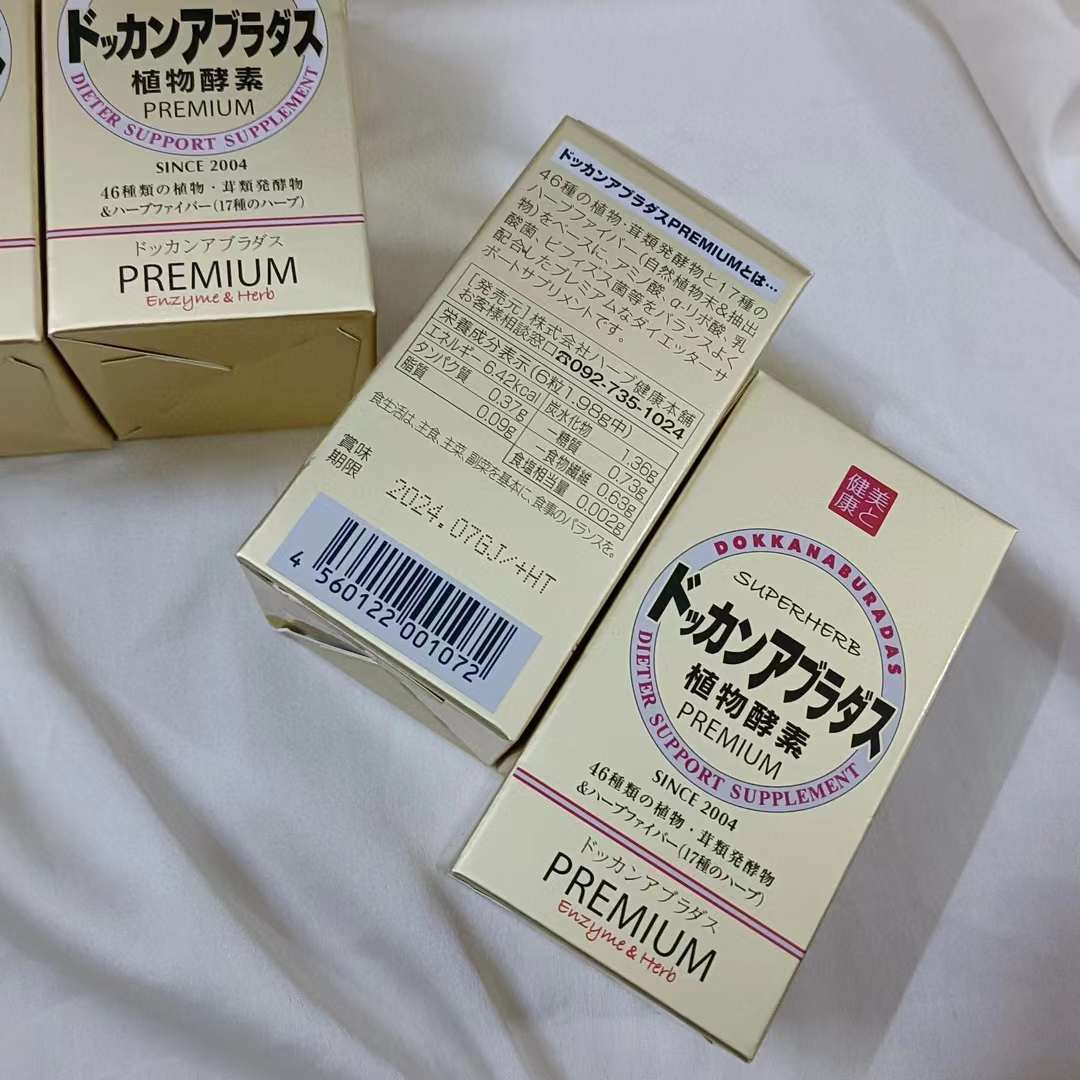 ドッカンアブラダス
植物酵素
PREMIUM
DIETER SUPPORT SUPPLEMENT
SINCE 2004
46種類の植物・茸類発酵物
&ハーブファイバー(17種のハーブ)
ドッカンアブラダス
PREMIUM
Enzyme & Herb
ドッカンアブラダスPREMIUMとは…
46種の植物・茸類発酵物と17種の
ハーブファイバー(自然植物末&抽出
物)をベースに、アミノ酸、α-リポ酸、乳
酸菌、ビフィズス菌等をバランスよく
配合したプレミアムなダイエッターサ
ポートサプリメントです。
[発売元]株式会社ハーブ健康本舗
お客様相談窓口☎092-735-1024
栄養成分表示(6粒1.98g中)
エネルギー 6.42kcal
タンパク質 0.37g
脂質 0.09g
炭水化物 1.36g
―糖質 0.73g
―食物繊維 0.63g
食塩相当量 0.002g
食生活は、主食、主菜、副菜を基本に、食事のバランスを。
賞味
期限
2024.07GJ/+HT
4 560122 001072
美と
健康
DOKKANABURADAS
SUPERHERB
ドッカンアブラダス
植物酵素
PREMIUM
DIETER SUPPORT SUPPLEMENT
SINCE 2004
46種類の植物・茸類発酵物
&ハーブファイバー(17種のハーブ)
ドッカンアブラダス
PREMIUM
Enzyme & Herb